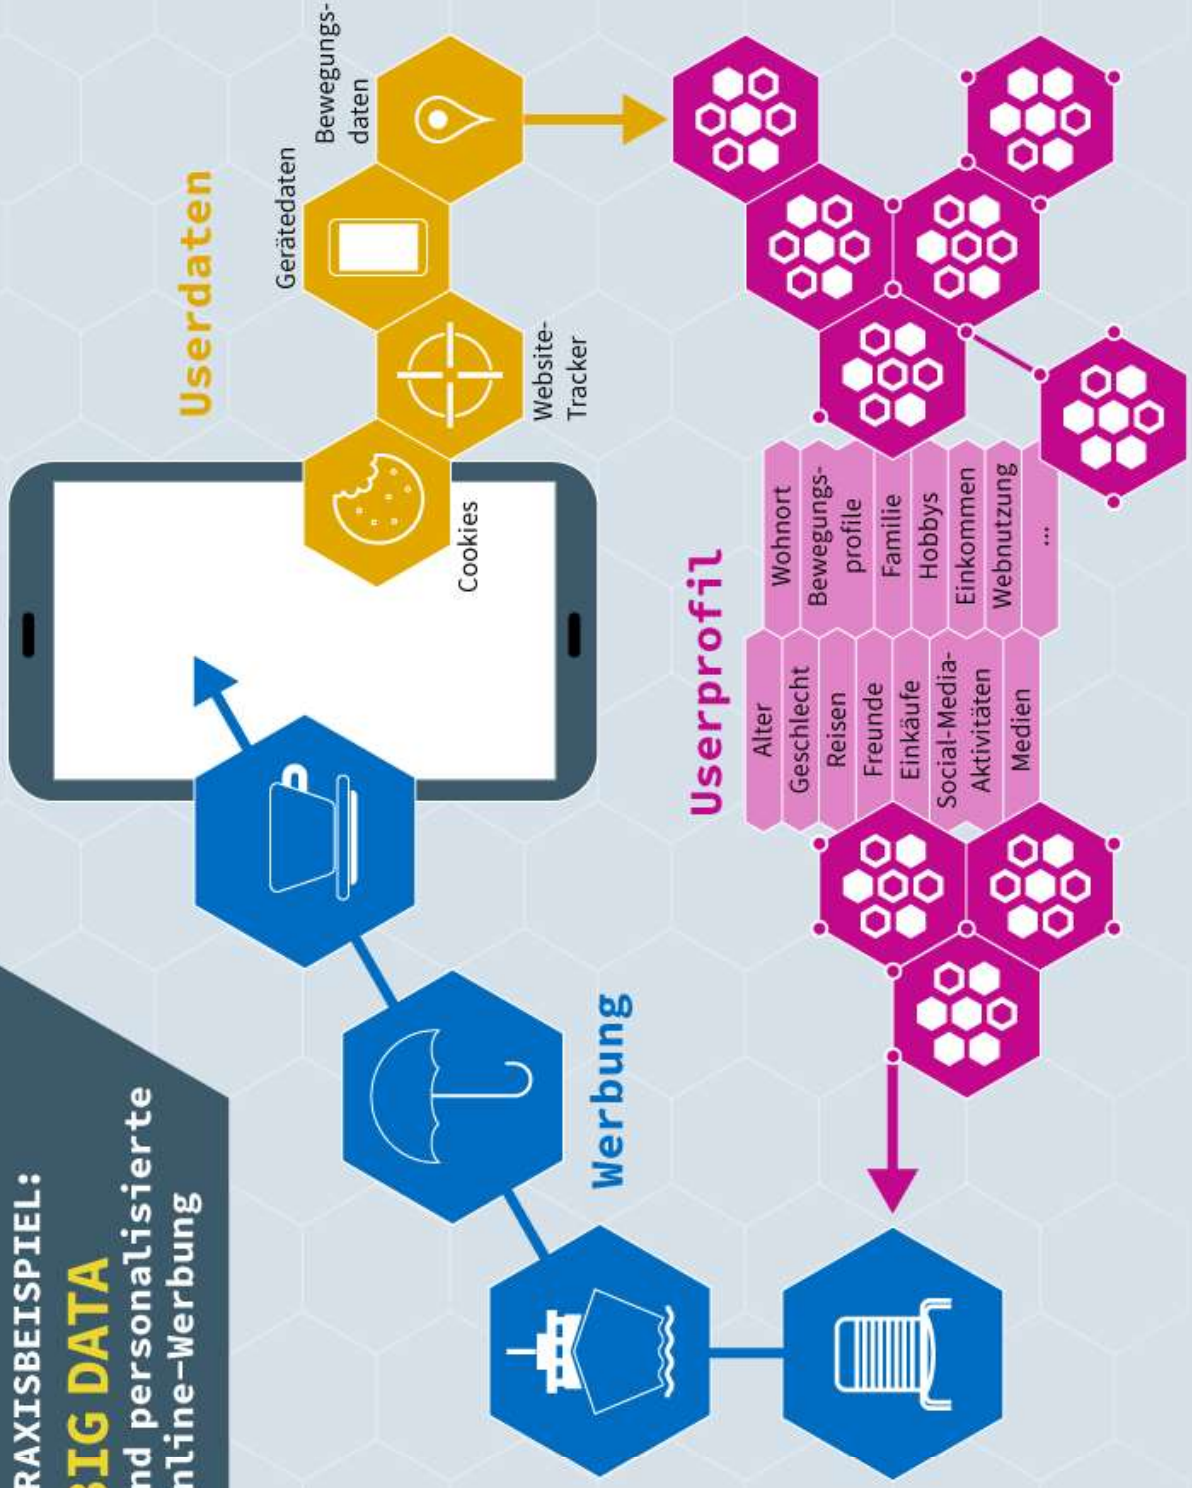 RAXISBEISPIEL:
BIG DATA
nd personalisierte
nline-Werbung
Userdaten
Cookies
Website-
Tracker
Gerätedaten
Bewegungs-
daten
Userprofil
Alter
Geschlecht
Reisen
Freunde
Einkäufe
Social-Media-
Aktivitäten
Medien
Wohnort
Bewegungs-
profile
Familie
Hobbys
Einkommen
Webnutzung
...
Werbung